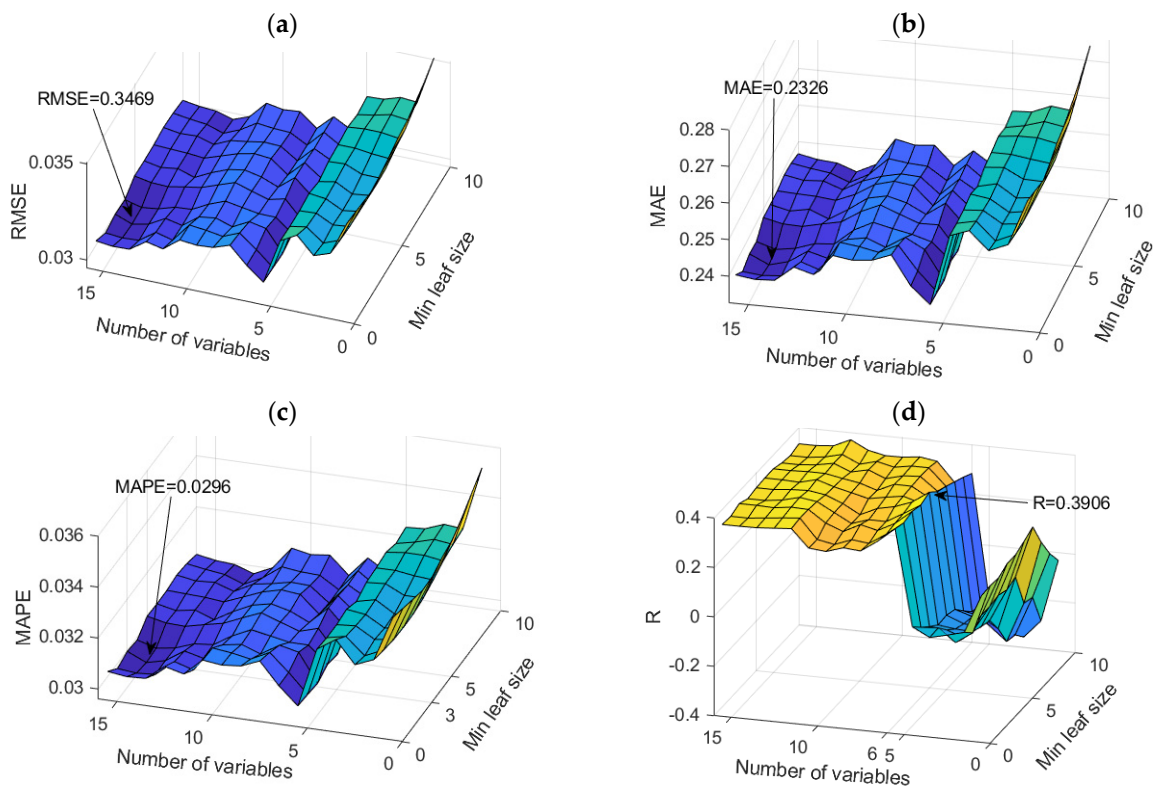 (a)
RMSE=0.3469
0.035
0.03
RMSE
15
10
5
0
Number of variables
0
5
10
Min leaf size
(b)
MAE=0.2326
0.28
0.27
0.26
0.25
0.24
MAE
15
10
5
0
Number of variables
0
5
10
Min leaf size
(c)
MAPE=0.0296
0.036
0.034
0.032
0.03
MAPE
15
10
5
0
Number of variables
0
3
5
10
Min leaf size
(d)
R=0.3906
0.4
0.2
0
-0.2
-0.4
R
15
10
6 5
0
Number of variables
0
5
10
Min leaf size